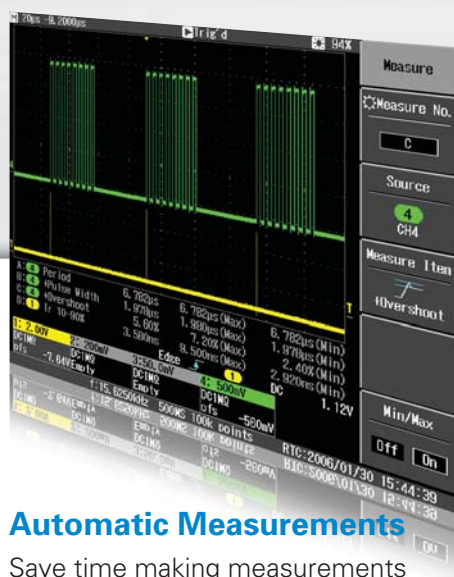 20µs -8.2000µs
Trig'd
94%
Measure
Measure No.
C
Source
4
CH4
Measure Item
+Overshoot
Min/Max
Off On
A: 4 Period 6.782µs 6.782µs(Max) 6.782µs(Min)
B: 4 +Pulse Width 1.978µs 1.980µs(Max) 1.978µs(Min)
C: 4 +Overshoot 5.60% 7.20%(Max) 2.40%(Min)
D: 1 Tr 10-90% 3.580ns 8.500ns(Max) 2.920ns(Min)
1: 2.00V 2: 200mV 3: 50.0mV 4: 500mV Edge 1
DC1MΩ DC1MΩ DC1MΩ DC1MΩ DC
ofs -7.84V Empty Empty ofs -560mV 1.12V
f:15.6250kHz 500MS 100k points RTC:2006/01/30 15:44:39
Automatic Measurements
Save time making measurements